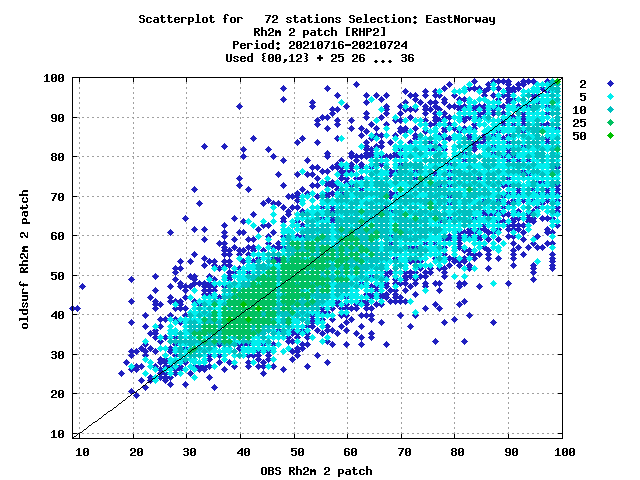 Scatterplot for   72 stations Selection: EastNorway
Rh2m 2 patch [RHP2]
Period: 20210716-20210724
Used {00,12} + 25 26 ... 36
2
5
10
25
50
100
90
80
70
60
50
40
30
20
10
oldsurf Rh2m 2 patch
10 20 30 40 50 60 70 80 90 100
OBS Rh2m 2 patch